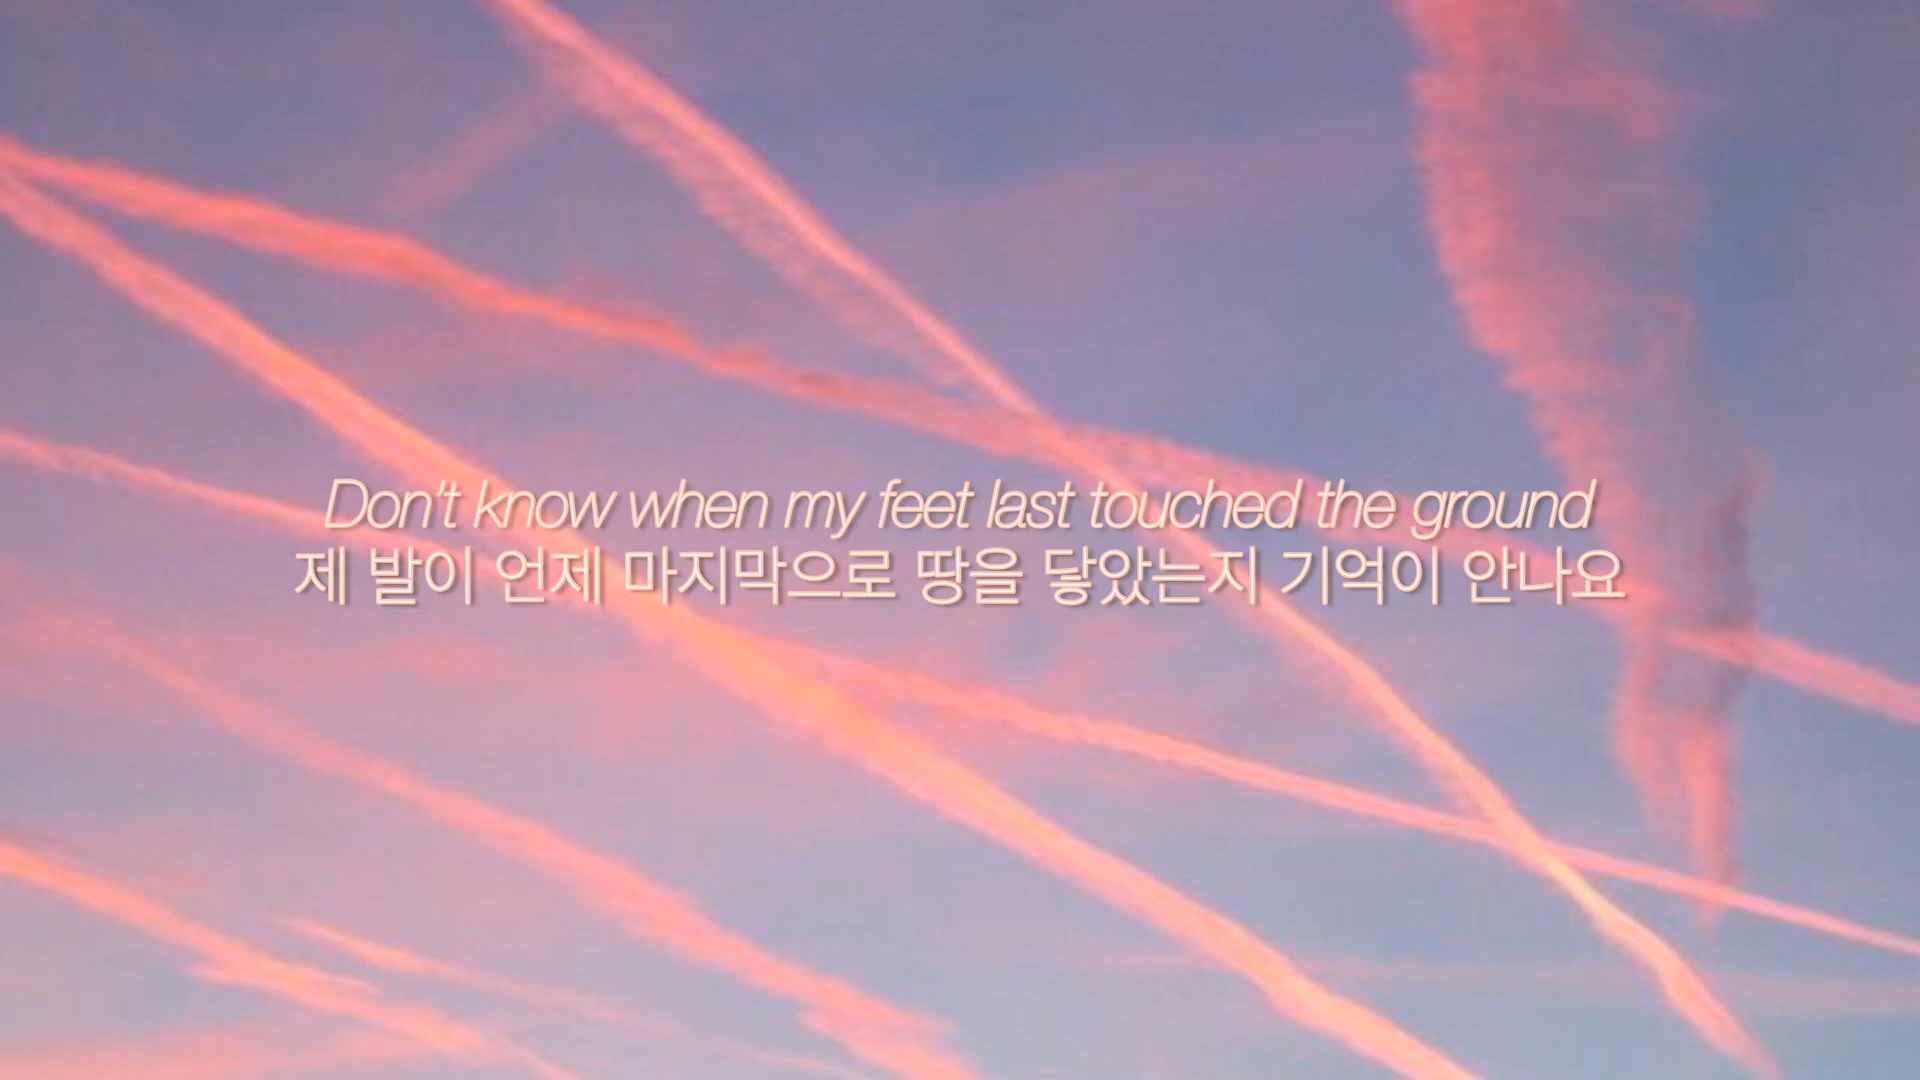 Don't know when my feet last touched the ground
제 발이 언제 마지막으로 땅을 닿았는지 기억이 안나요